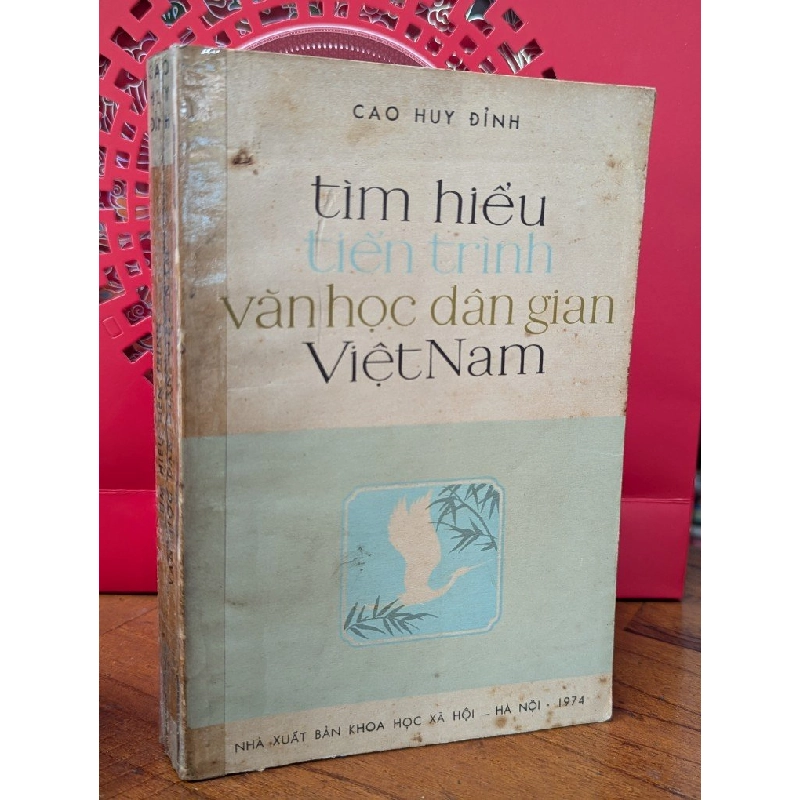 CAO HUY ĐỈNH
tìm hiểu
tiến trình
văn học dân gian
Việt Nam
NHÀ XUẤT BẢN KHOA HỌC XÃ HỘI - HÀ NỘI - 1974